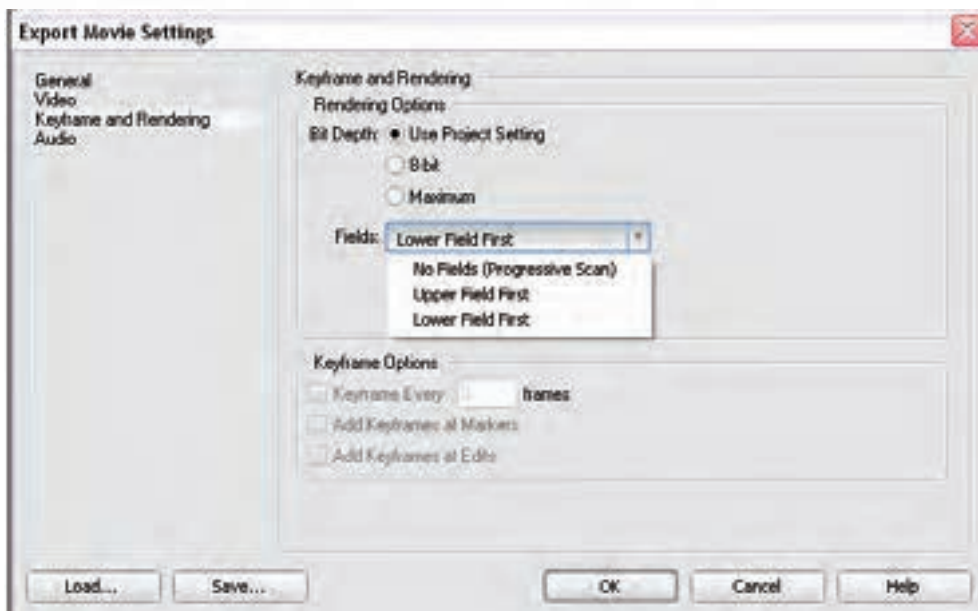 Export Movie Settings
General
Video
Keyframe and Rendering
Audio
Keyframe and Rendering
Rendering Options
Bit Depth: Use Project Setting
8-bit
Maximum
Fields: Lower Field First
No Fields (Progressive Scan)
Upper Field First
Lower Field First
Keyframe Options
Keyframe Every frames
Add Keyframes at Markers
Add Keyframes at Edits
Load... Save... OK Cancel Help